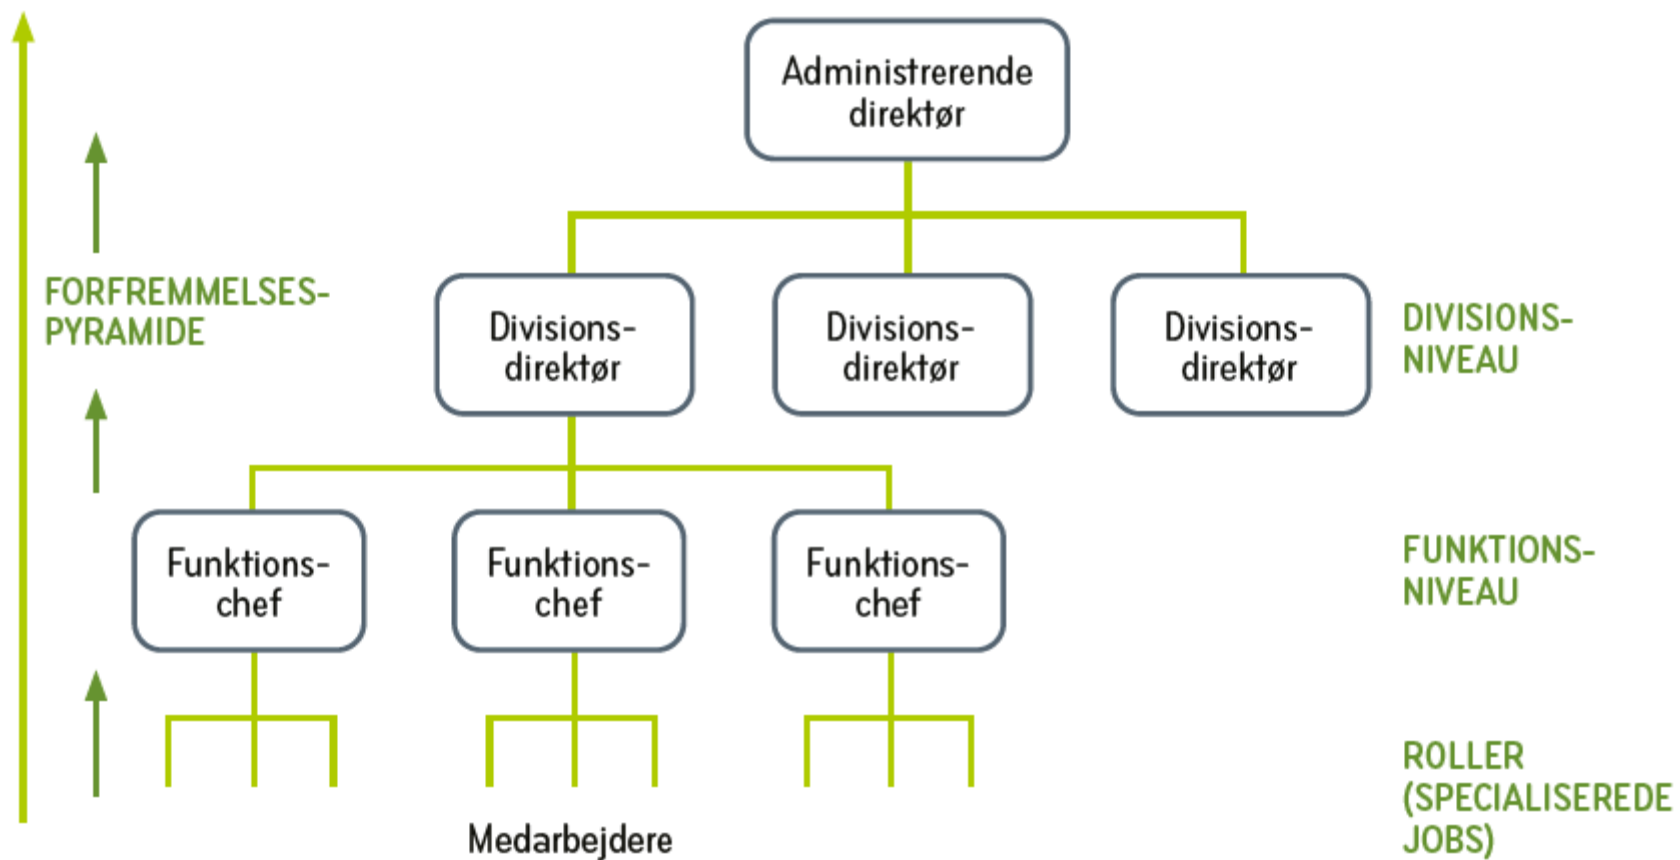 Administrerende
direktør
FORFREMMELSES-
PYRAMIDE
Divisions-
direktør
Divisions-
direktør
Divisions-
direktør
DIVISIONS-
NIVEAU
Funktions-
chef
Funktions-
chef
Funktions-
chef
FUNKTIONS-
NIVEAU
Medarbejdere
ROLLER
(SPECIALISEREDE
JOBS)